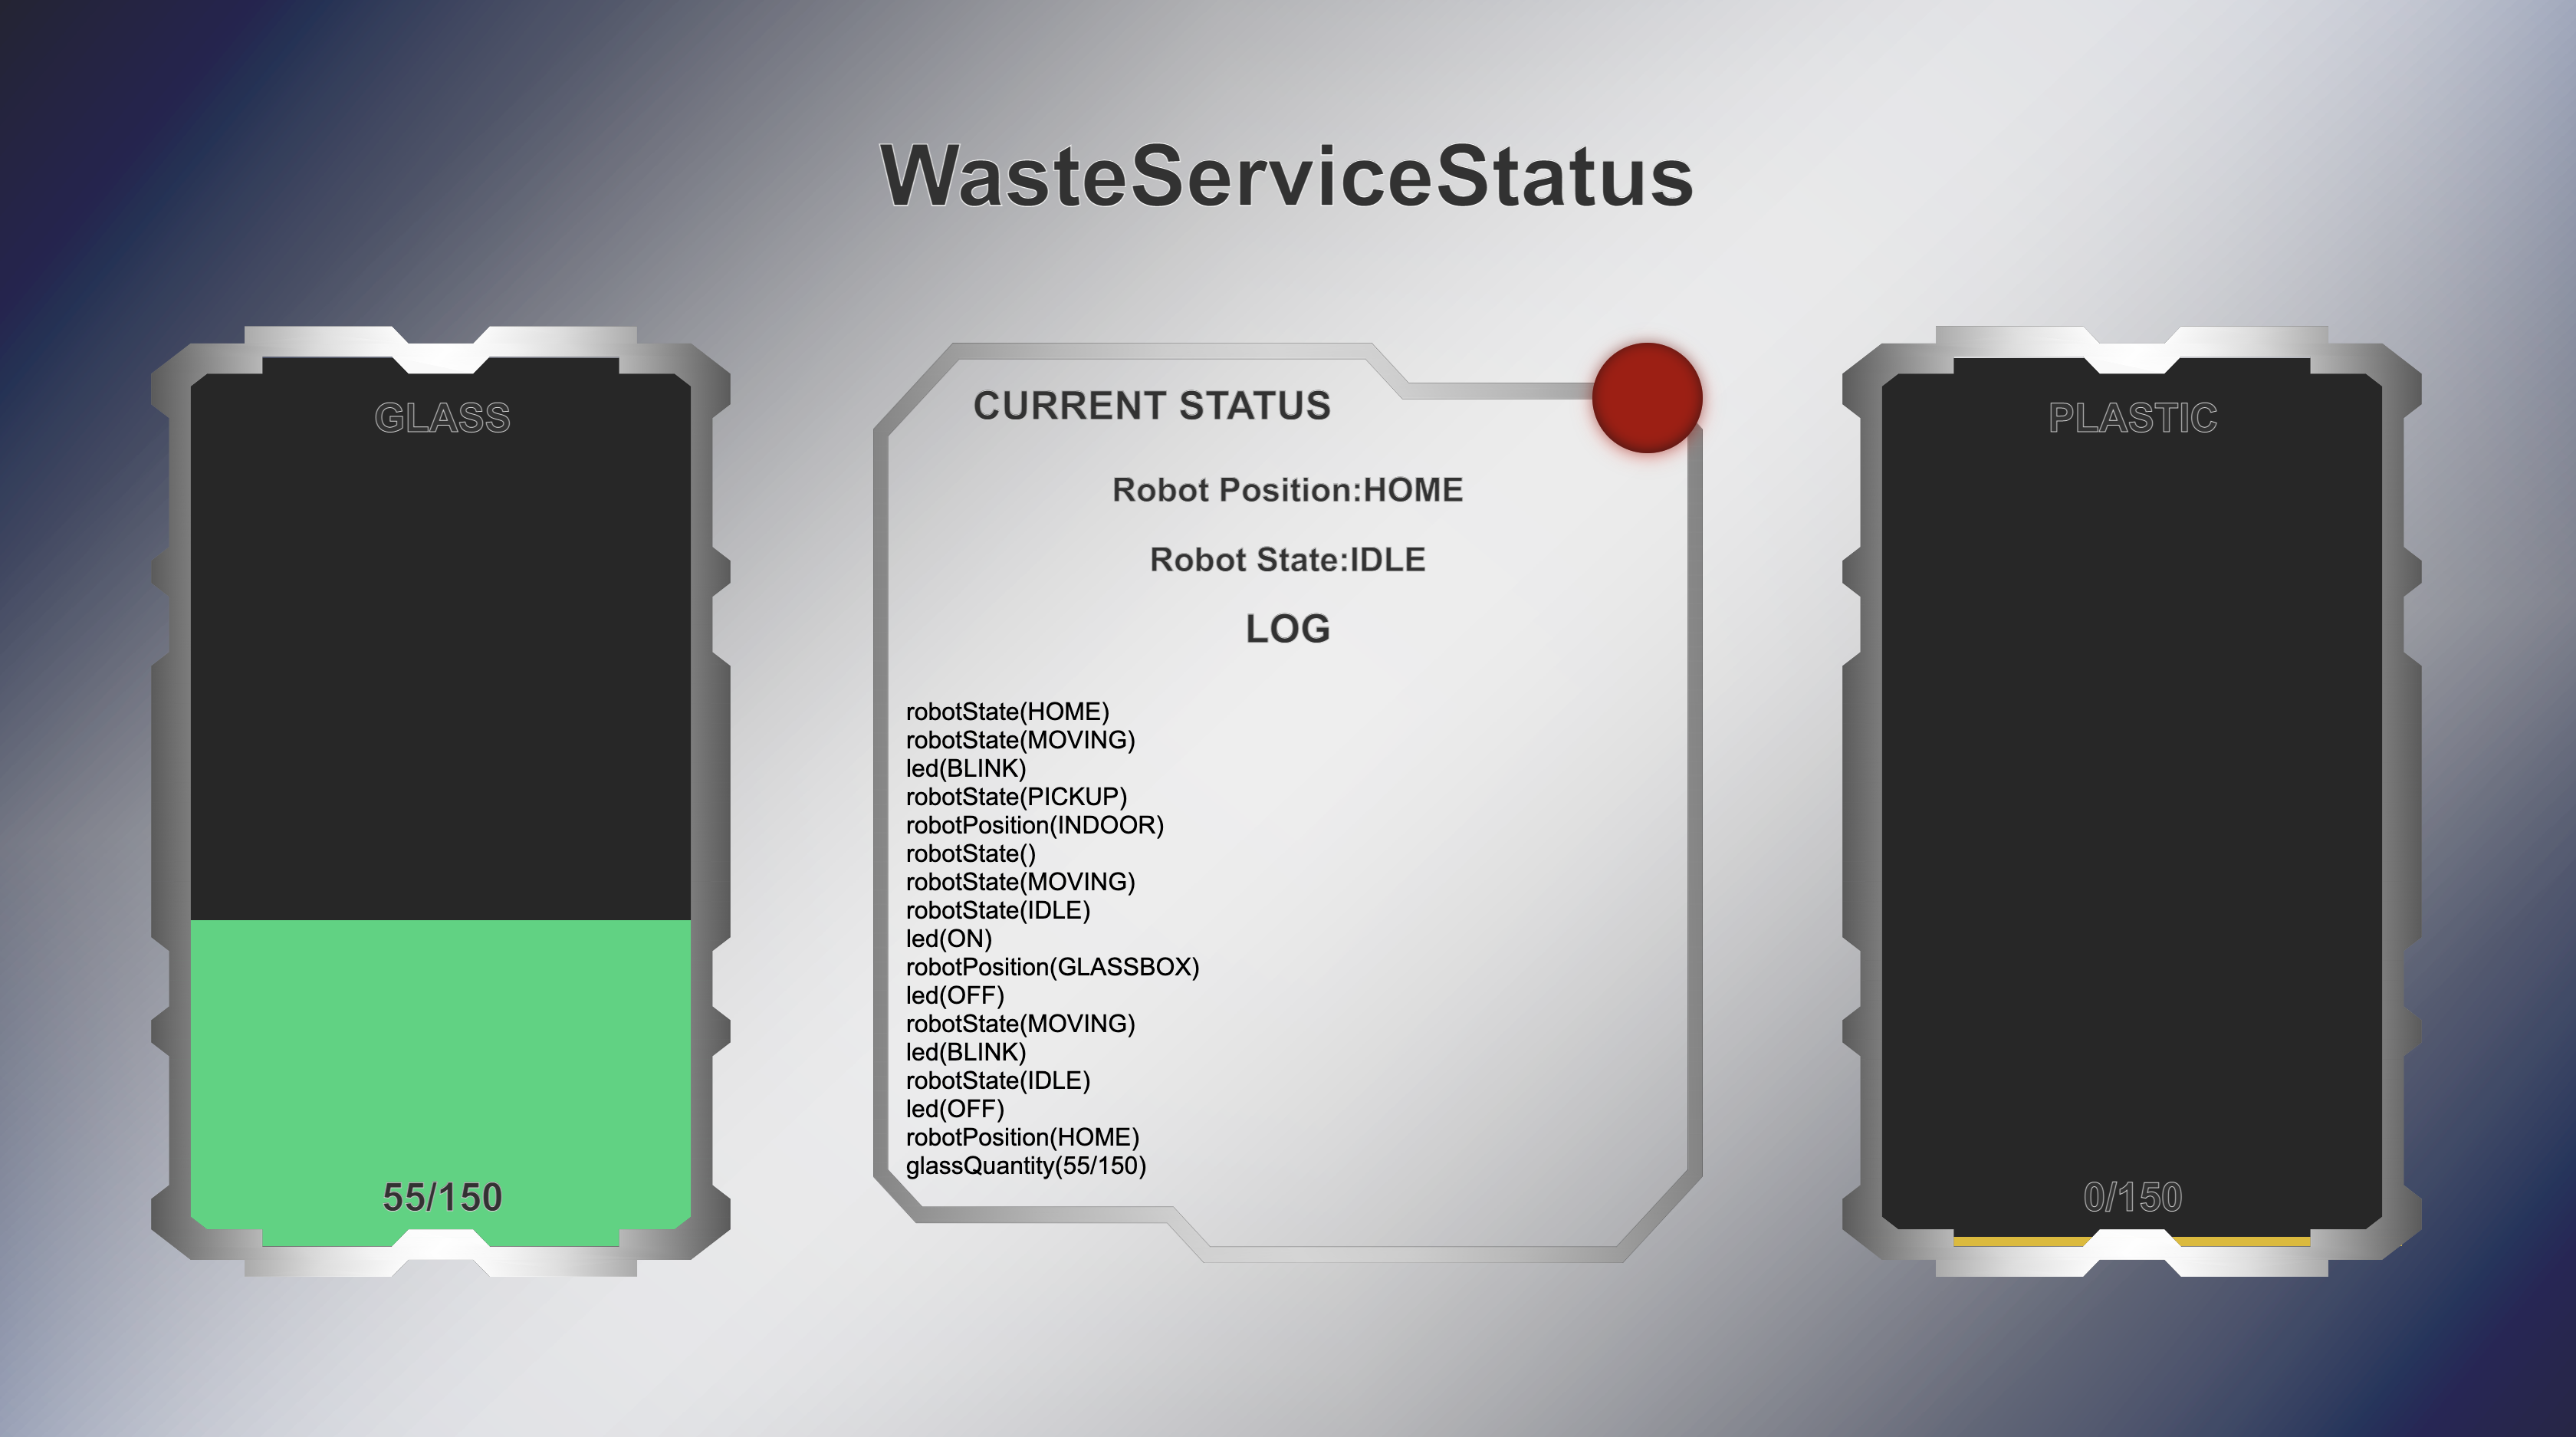 WasteServiceStatus
GLASS
55/150
CURRENT STATUS
Robot Position:HOME
Robot State:IDLE
LOG
robotState(HOME)
robotState(MOVING)
led(BLINK)
robotState(PICKUP)
robotPosition(INDOOR)
robotState()
robotState(MOVING)
robotState(IDLE)
led(ON)
robotPosition(GLASSBOX)
led(OFF)
robotState(MOVING)
led(BLINK)
robotState(IDLE)
led(OFF)
robotPosition(HOME)
glassQuantity(55/150)
PLASTIC
0/150